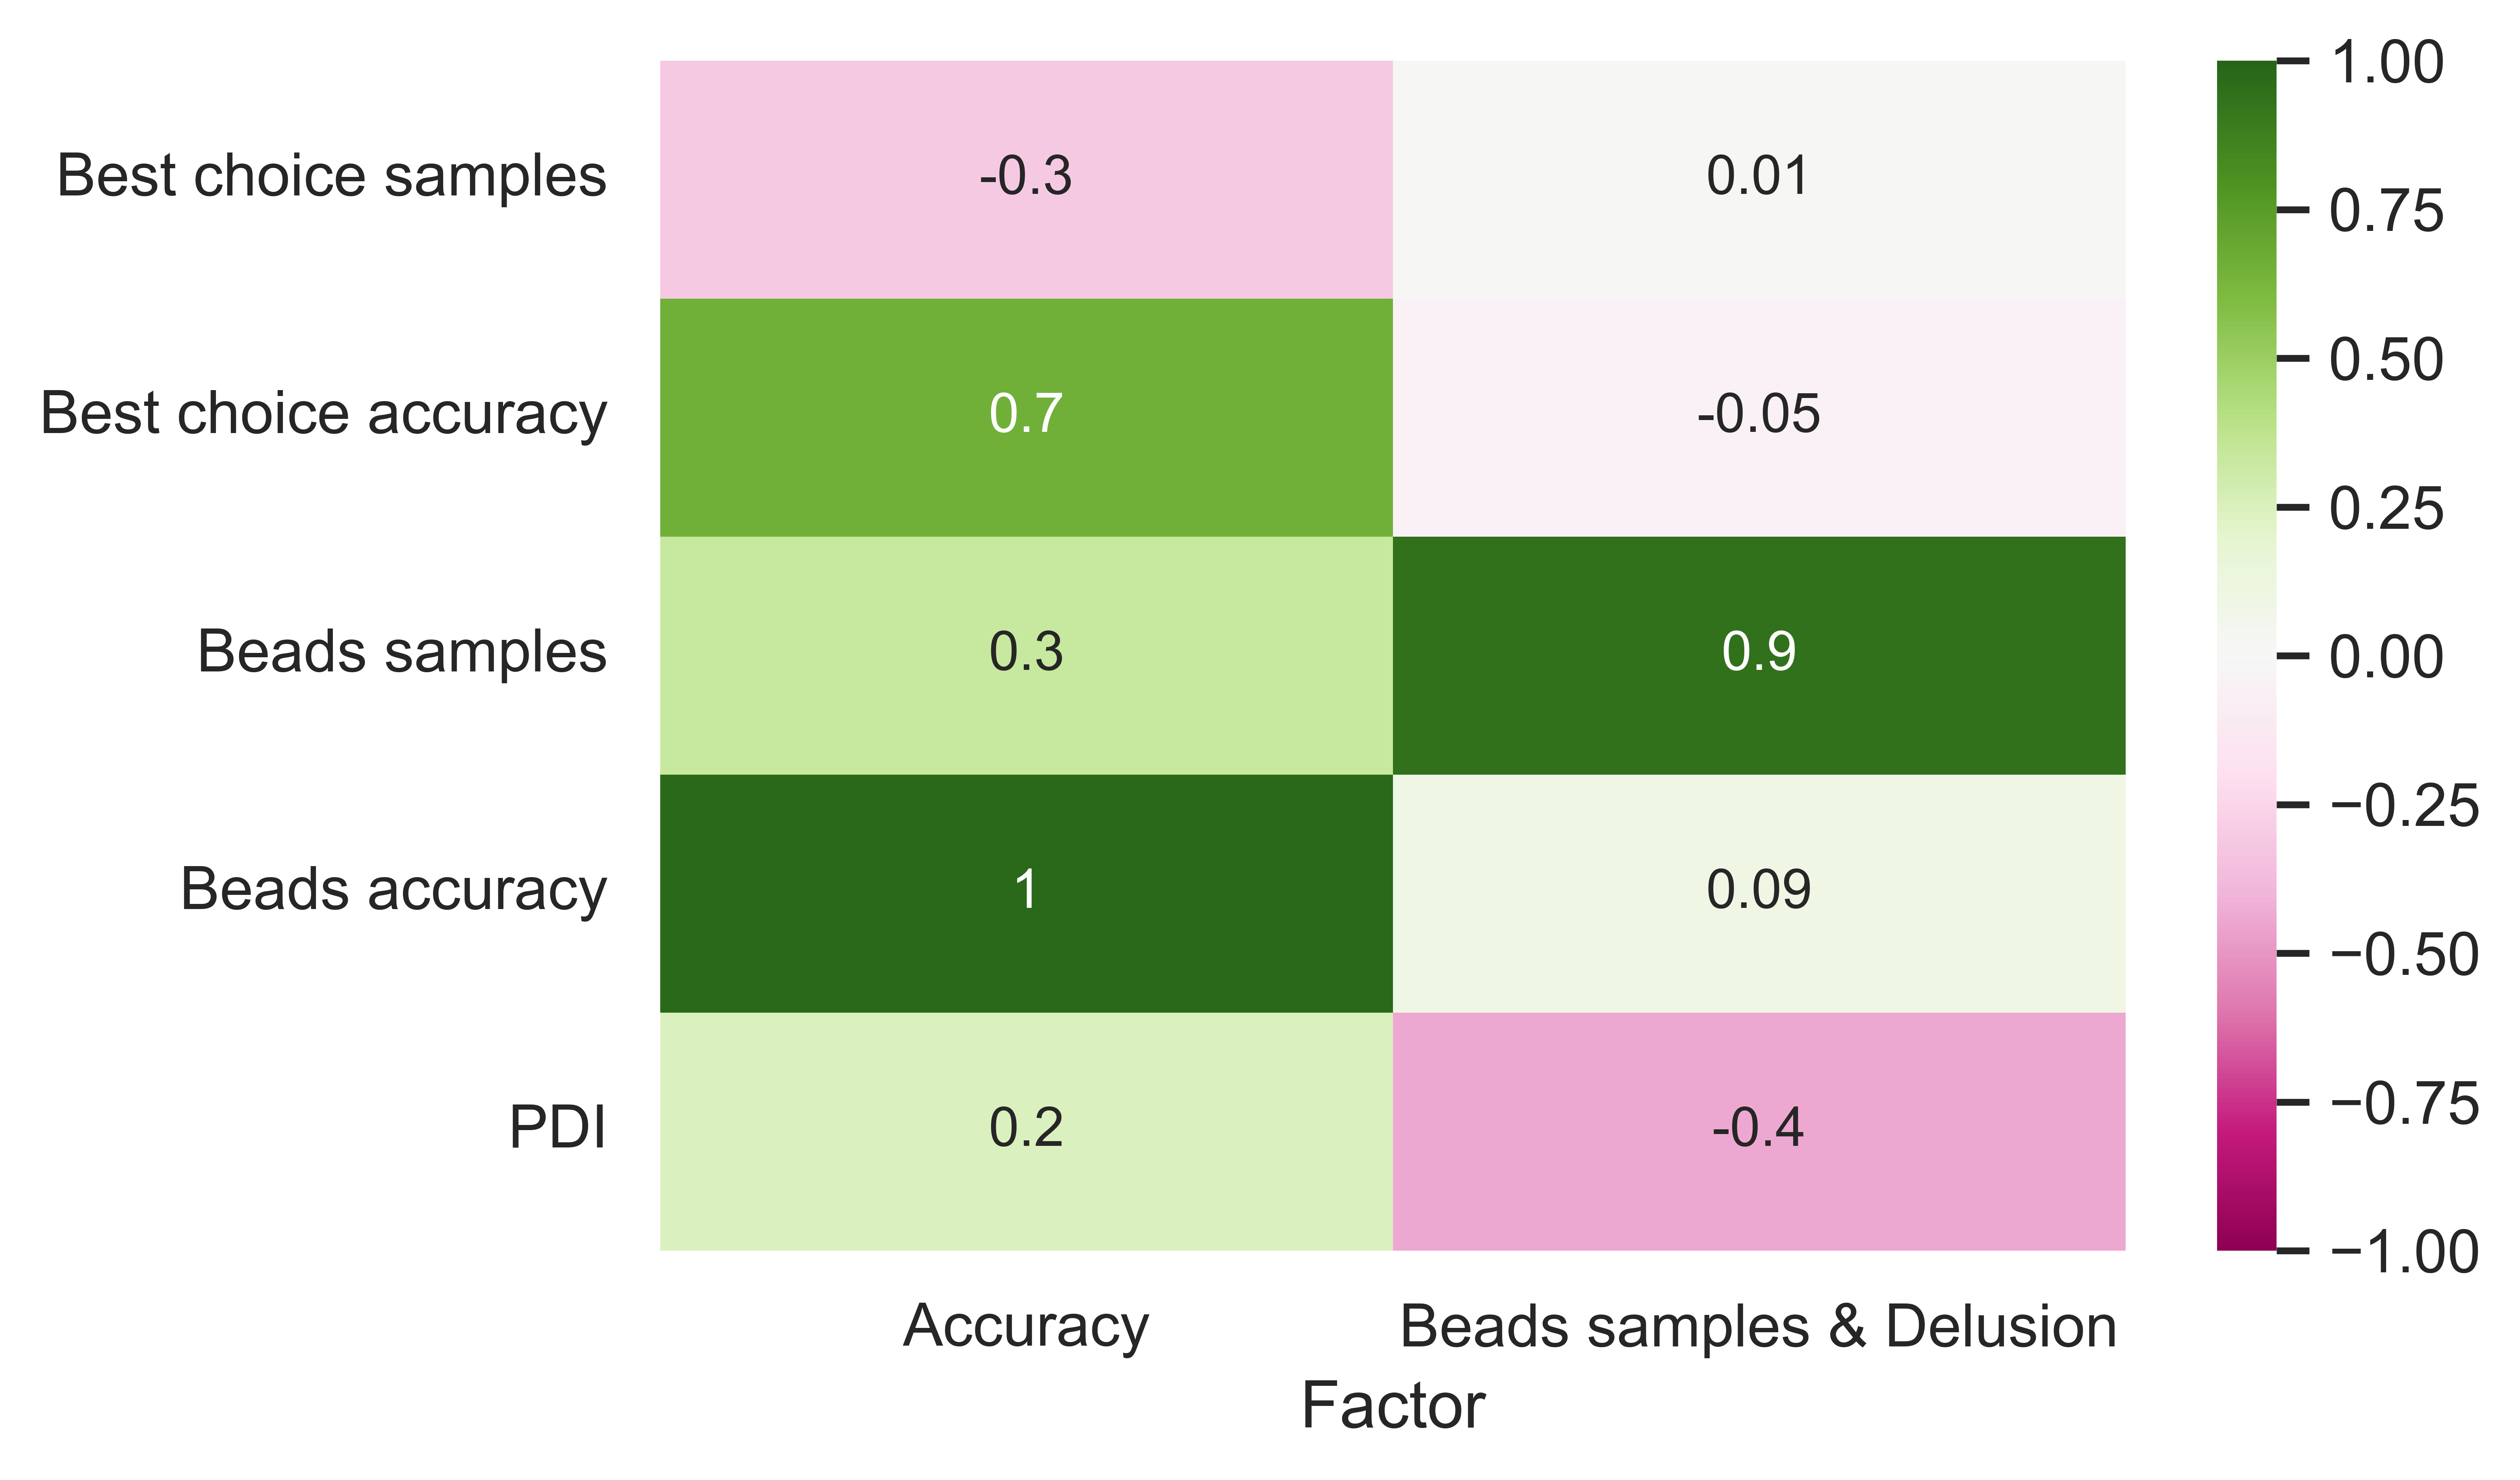 Best choice samples -0.3 0.01
Best choice accuracy 0.7 -0.05
Beads samples 0.3 0.9
Beads accuracy 1 0.09
PDI 0.2 -0.4
Accuracy Beads samples & Delusion
Factor
1.00
0.75
0.50
0.25
0.00
−0.25
−0.50
−0.75
−1.00